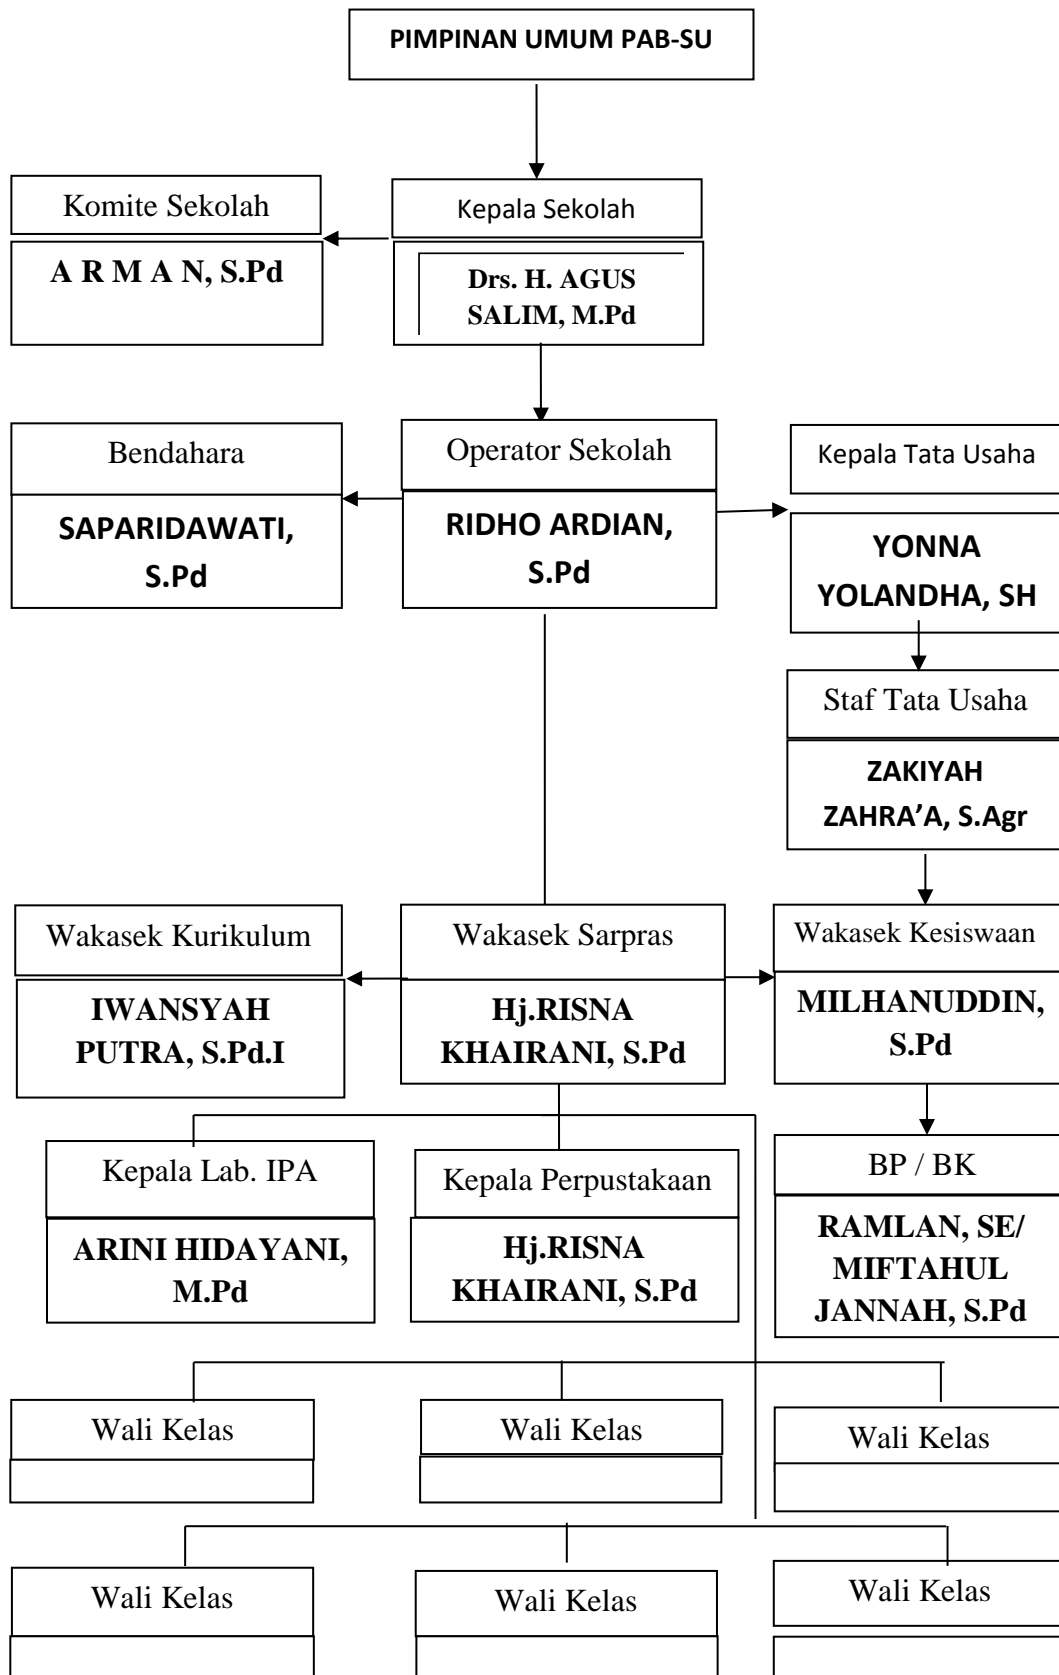 PIMPINAN UMUM PAB-SU
Komite Sekolah
A R M A N, S.Pd
Kepala Sekolah
Drs. H. AGUS
SALIM, M.Pd
Bendahara
SAPARIDAWATI,
S.Pd
Operator Sekolah
RIDHO ARDIAN,
S.Pd
Kepala Tata Usaha
YONNA
YOLANDHA, SH
Staf Tata Usaha
ZAKIYAH
ZAHRA’A, S.Agr
Wakasek Kurikulum
IWANSYAH
PUTRA, S.Pd.I
Wakasek Sarpras
Hj.RISNA
KHAIRANI, S.Pd
Wakasek Kesiswaan
MILHANUDDIN,
S.Pd
Kepala Lab. IPA
ARINI HIDAYANI,
M.Pd
Kepala Perpustakaan
Hj.RISNA
KHAIRANI, S.Pd
BP / BK
RAMLAN, SE/
MIFTAHUL
JANNAH, S.Pd
Wali Kelas
Wali Kelas
Wali Kelas
Wali Kelas
Wali Kelas
Wali Kelas